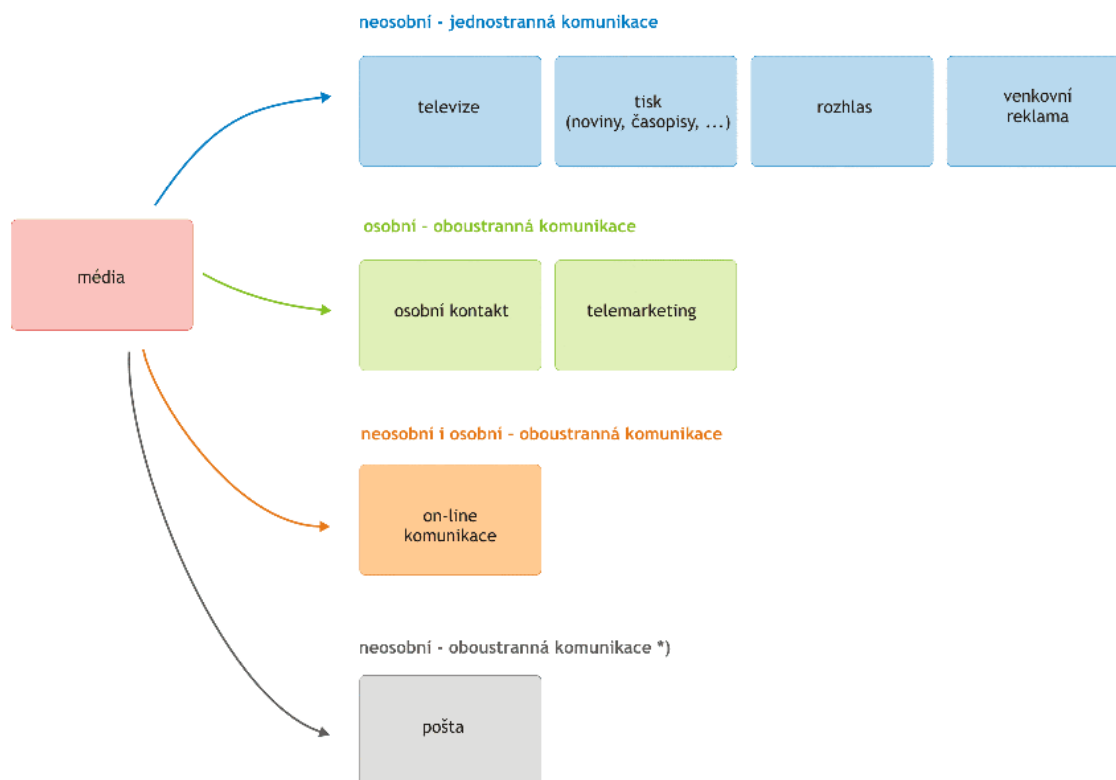 neosobní - jednostranná komunikace
televize
tisk
(noviny, časopisy, ...)
rozhlas
venkovní
reklama
média
osobní - oboustranná komunikace
osobní kontakt
telemarketing
neosobní i osobní - oboustranná komunikace
on-line
komunikace
neosobní - oboustranná komunikace *)
pošta